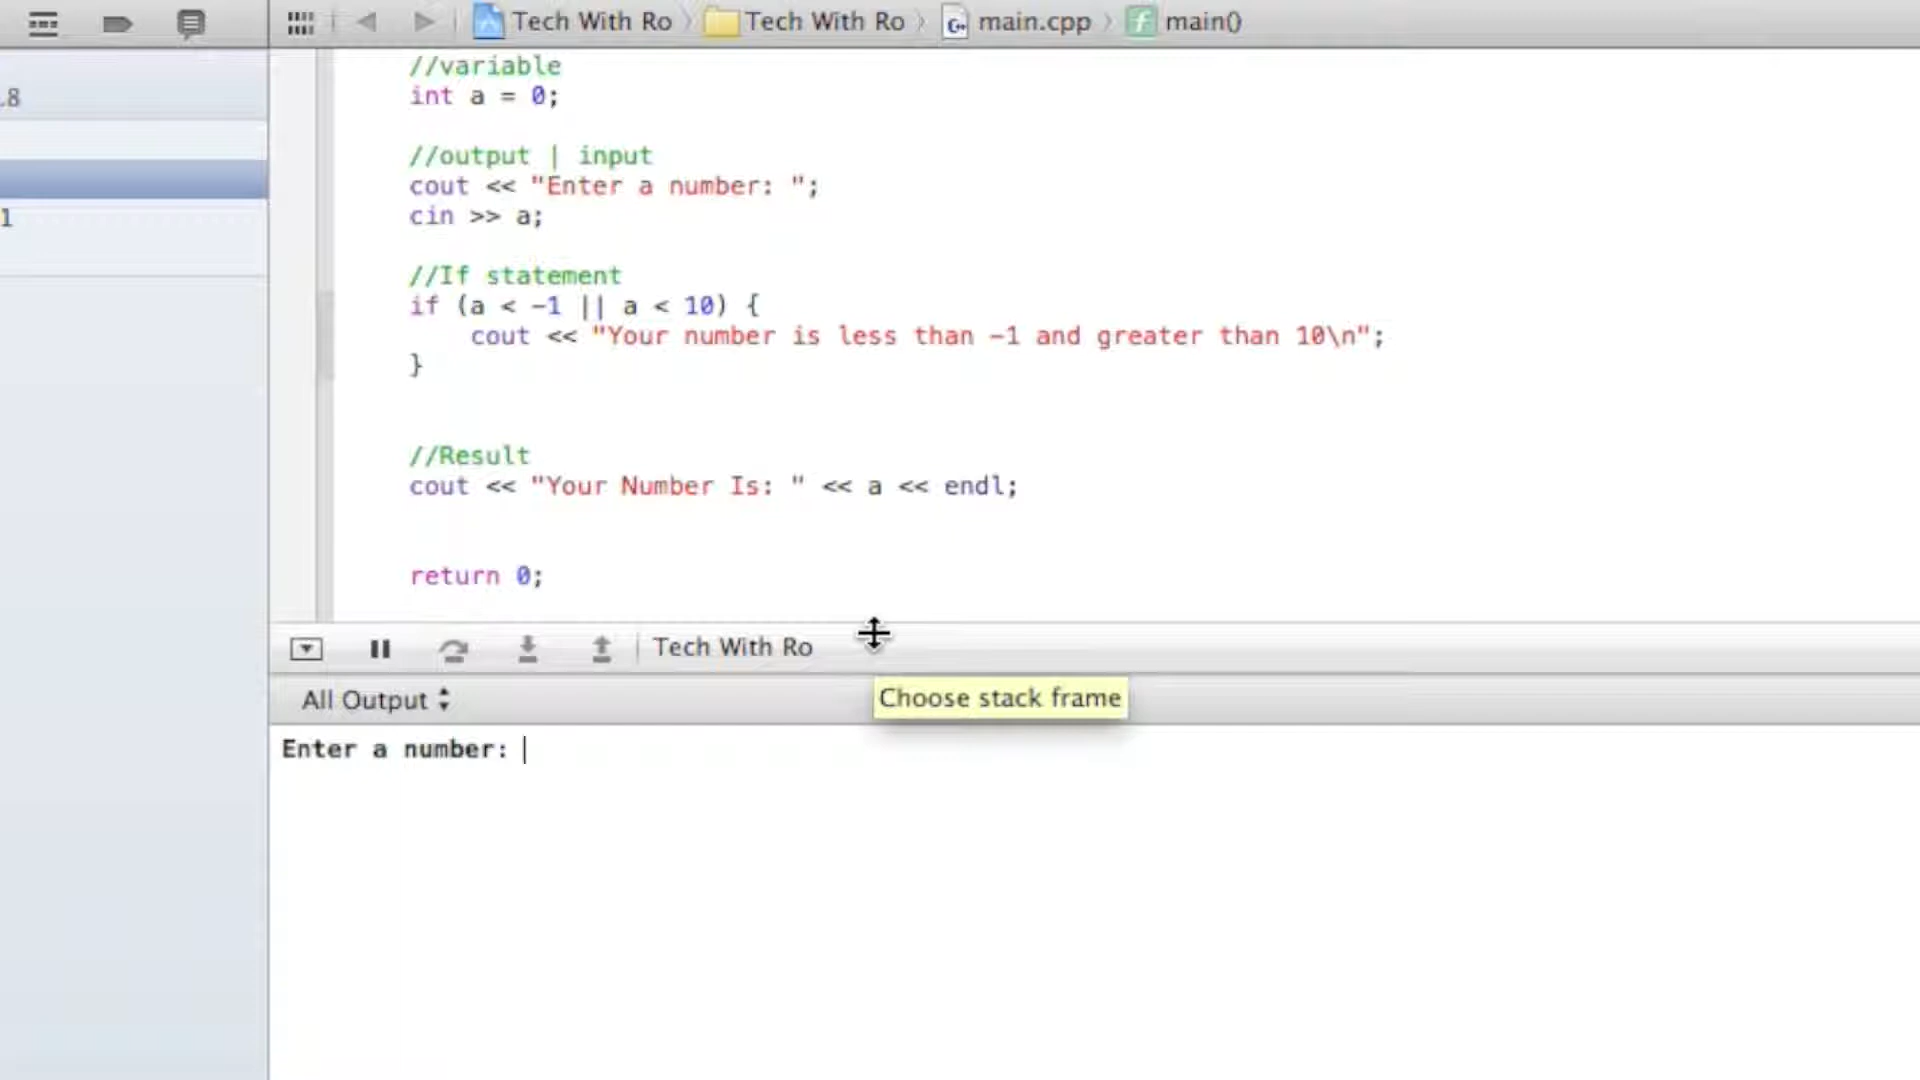 Tech With Ro
Tech With Ro
main.cpp
main()
.8
1
//variable
int a = 0;
//output | input
cout << "Enter a number: ";
cin >> a;
//If statement
if (a < -1 || a < 10) {
cout << "Your number is less than -1 and greater than 10\n";
}
//Result
cout << "Your Number Is: " << a << endl;
return 0;
Tech With Ro
All Output
Choose stack frame
Enter a number: